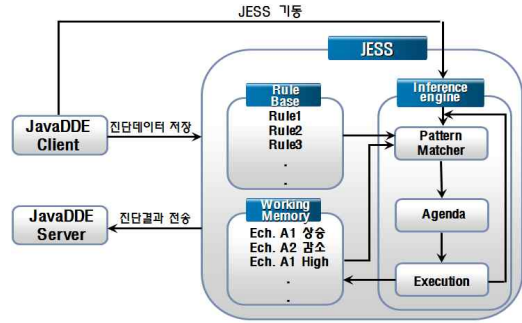 JESS 기동
JESS
Rule
Base
Rule1
Rule2
Rule3
.
.
Inference
engine
JavaDDE
Client
진단데이터 저장
Pattern
Matcher
Working
Memory
Ech. A1 상승
Ech. A2 감소
Ech. A1 High
.
.
JavaDDE
Server
진단결과 전송
Agenda
Execution